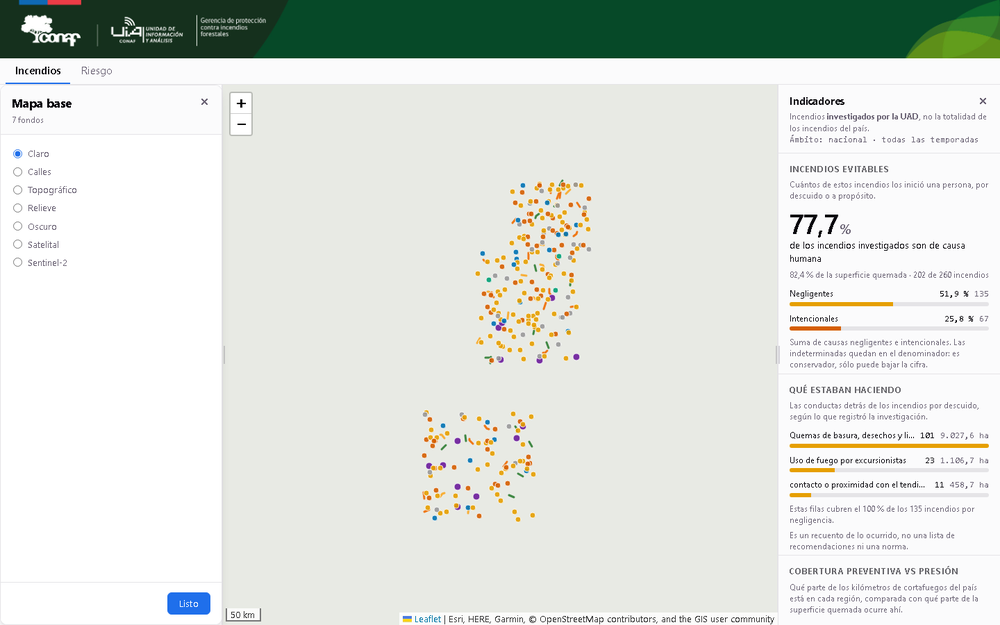 conaf
UIA
CONAF
UNIDAD DE
INFORMACIÓN
Y ANÁLISIS
Gerencia de protección
contra incendios
forestales
Incendios
Riesgo
Mapa base
7 fondos
Claro
Calles
Topográfico
Relieve
Oscuro
Satelital
Sentinel-2
Listo
+
−
50 km
Leaflet | Esri, HERE, Garmin, © OpenStreetMap contributors, and the GIS user community
Indicadores
Incendios investigados por la UAD, no la totalidad de
los incendios del país.
Ámbito: nacional · todas las temporadas
INCENDIOS EVITABLES
Cuántos de estos incendios los inició una persona, por
descuido o a propósito.
77,7%
de los incendios investigados son de causa
humana
82,4 % de la superficie quemada · 202 de 260 incendios
Negligentes 51,9 % 135
Intencionales 25,8 % 67
Suma de causas negligentes e intencionales. Las
indeterminadas quedan en el denominador: es
conservador, sólo puede bajar la cifra.
QUÉ ESTABAN HACIENDO
Las conductas detrás de los incendios por descuido,
según lo que registró la investigación.
Quemas de basura, desechos y li... 101 9.027,6 ha
Uso de fuego por excursionistas 23 1.106,7 ha
contacto o proximidad con el tendi... 11 458,7 ha
Estas filas cubren el 100 % de los 135 incendios por
negligencia.
Es un recuento de lo ocurrido, no una lista de
recomendaciones ni una norma.
COBERTURA PREVENTIVA VS PRESIÓN
Qué parte de los kilómetros de cortafuegos del país
está en cada región, comparada con qué parte de la
superficie quemada ocurre ahí.